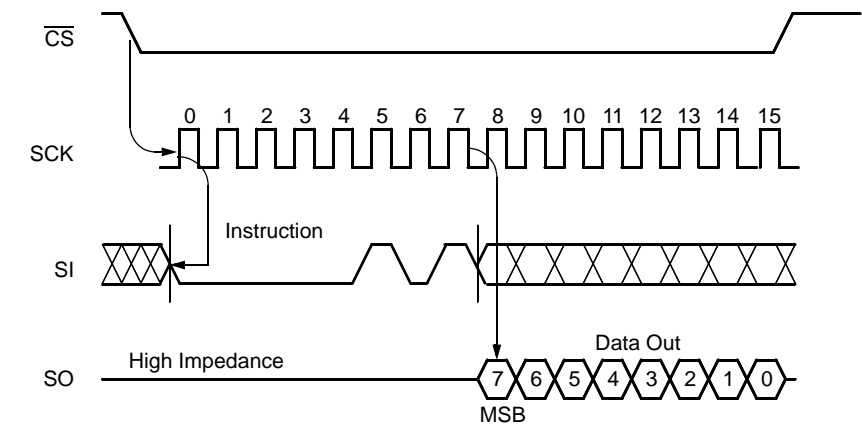 CS
0 1 2 3 4 5 6 7 8 9 10 11 12 13 14 15
SCK
Instruction
SI
High Impedance
Data Out
SO
7 6 5 4 3 2 1 0
MSB